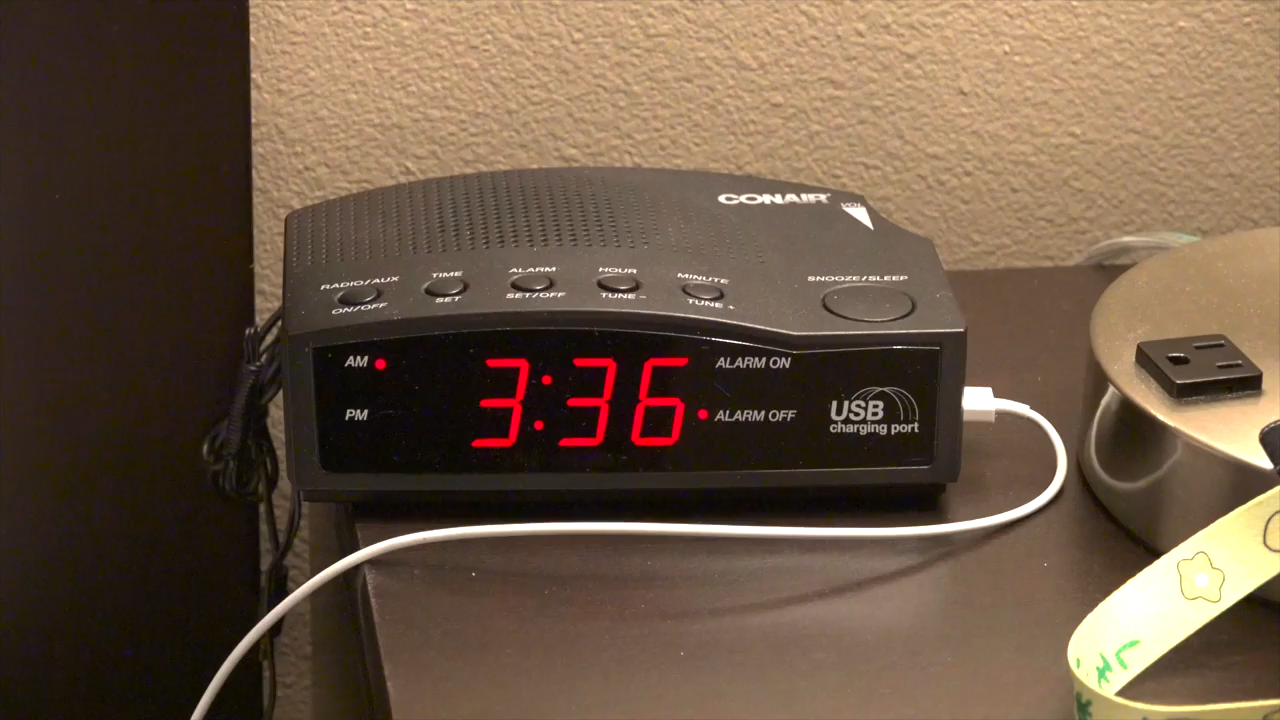 CONAIR
VOL
RADIO/AUX
ON/OFF
TIME
SET
ALARM
SET/OFF
HOUR
TUNE -
MINUTE
TUNE +
SNOOZE/SLEEP
AM
3:36
ALARM ON
PM
ALARM OFF
USB
charging port